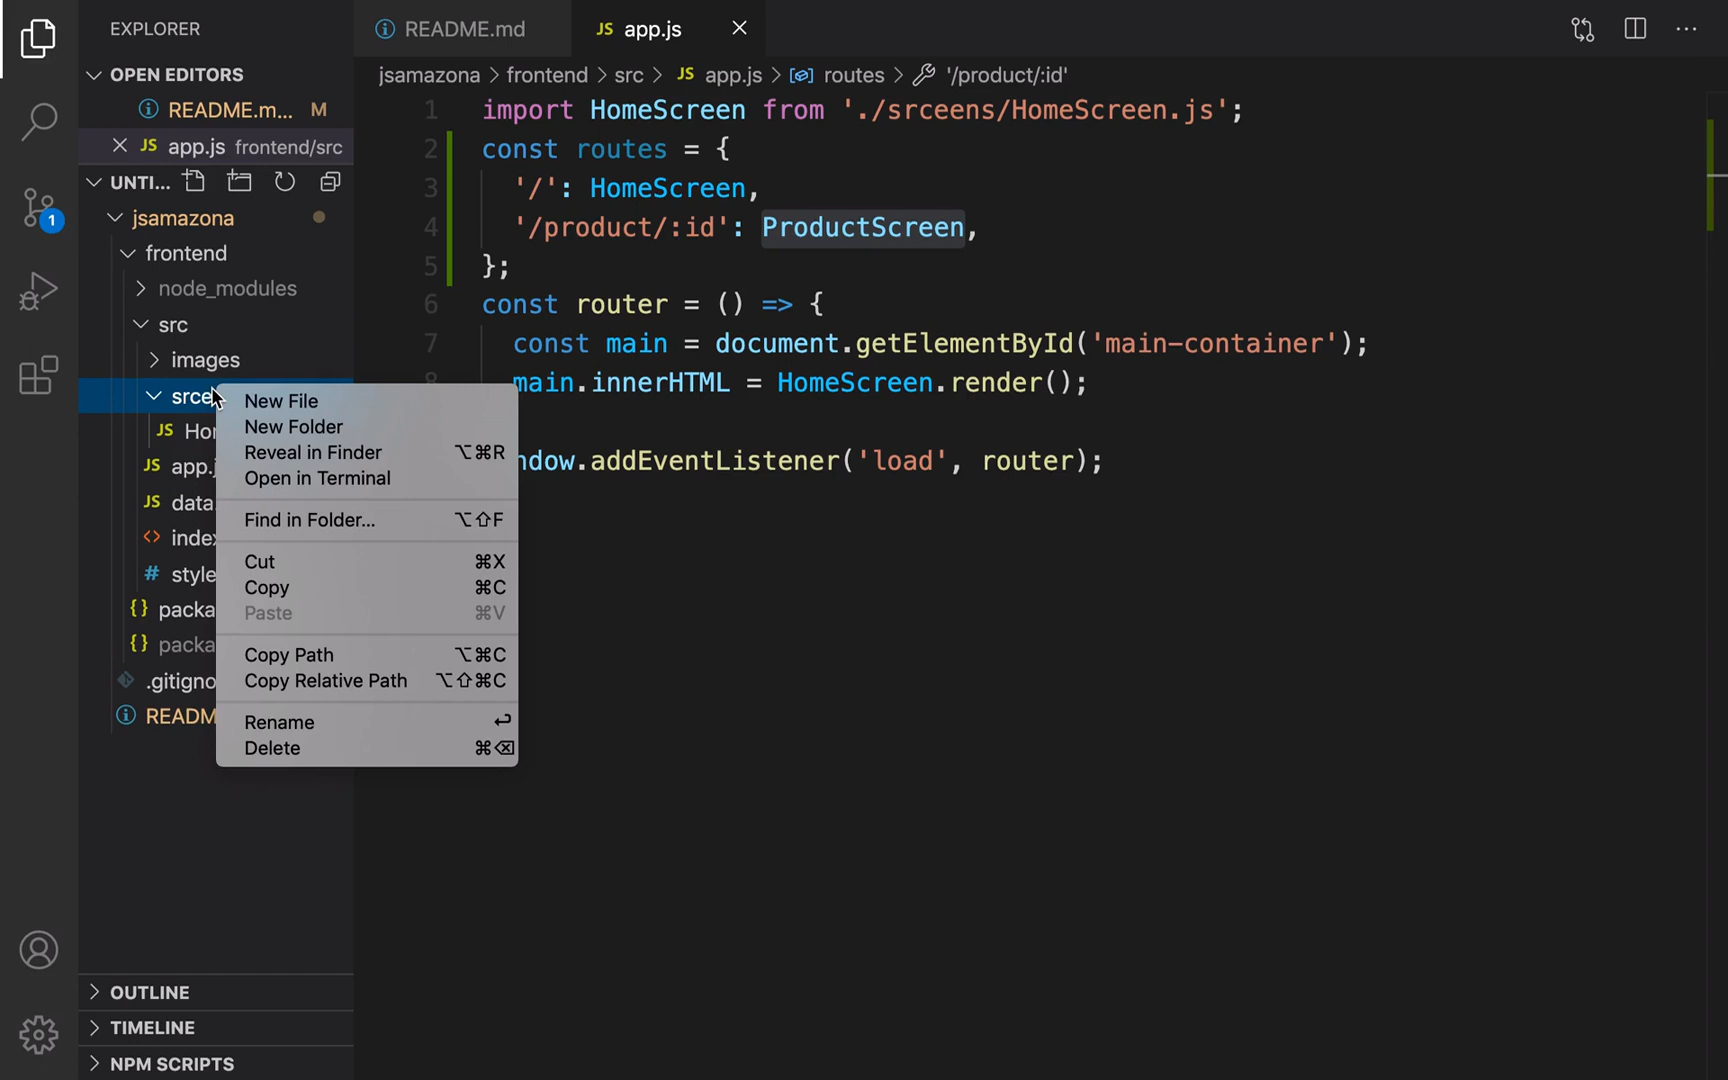 EXPLORER
README.md
JS app.js
OPEN EDITORS
README.m... M
JS app.js frontend/src
UNTI...
1
jsamazona
frontend
node_modules
src
images
srce
JS Hor
JS app.j
JS data.
<> index
# style
{} packa
{} packa
.gitigno
READM
OUTLINE
TIMELINE
NPM SCRIPTS
jsamazona > frontend > src > JS app.js > routes > '/product/:id'
1 import HomeScreen from './srceens/HomeScreen.js';
2 const routes = {
3 '/': HomeScreen,
4 '/product/:id': ProductScreen,
5 };
6 const router = () => {
7 const main = document.getElementById('main-container');
8 main.innerHTML = HomeScreen.render();
ndow.addEventListener('load', router);
New File
New Folder
Reveal in Finder ⌥⌘R
Open in Terminal
Find in Folder... ⌥⇧F
Cut ⌘X
Copy ⌘C
Paste ⌘V
Copy Path ⌥⌘C
Copy Relative Path ⌥⇧⌘C
Rename ↩
Delete ⌘⌫